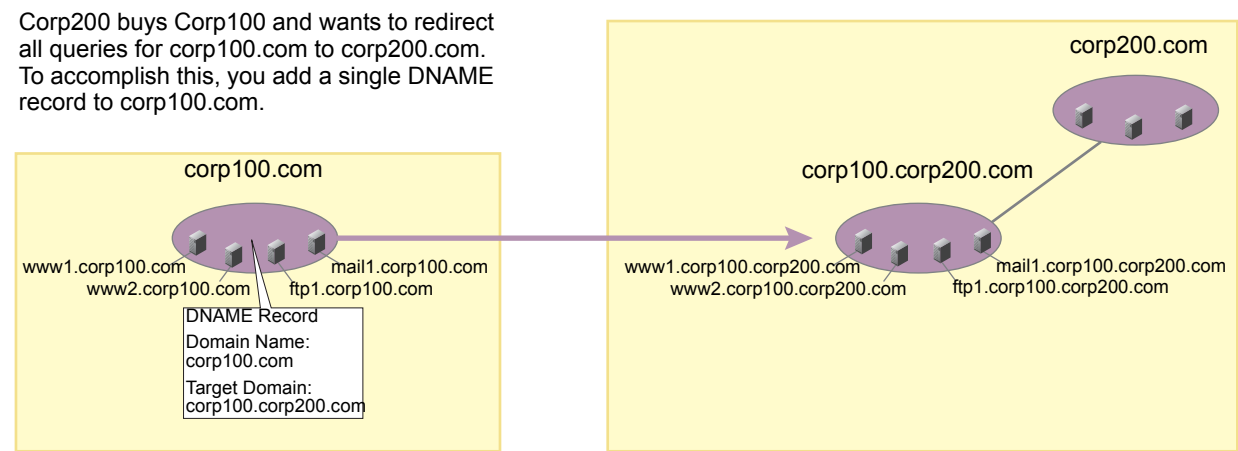 Corp200 buys Corp100 and wants to redirect
all queries for corp100.com to corp200.com.
To accomplish this, you add a single DNAME
record to corp100.com.
corp100.com
www1.corp100.com
mail1.corp100.com
www2.corp100.com
ftp1.corp100.com
DNAME Record
Domain Name:
corp100.com
Target Domain:
corp100.corp200.com
corp200.com
corp100.corp200.com
www1.corp100.corp200.com
mail1.corp100.corp200.com
www2.corp100.corp200.com
ftp1.corp100.corp200.com